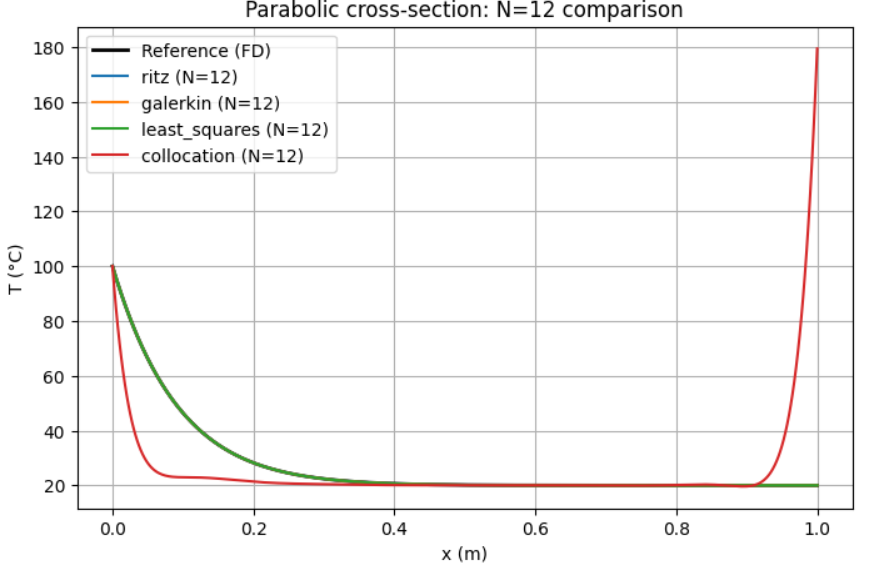 Parabolic cross-section: N=12 comparison
T (°C)
180
160
140
120
100
80
60
40
20
Reference (FD)
ritz (N=12)
galerkin (N=12)
least_squares (N=12)
collocation (N=12)
0.0 0.2 0.4 0.6 0.8 1.0
x (m)